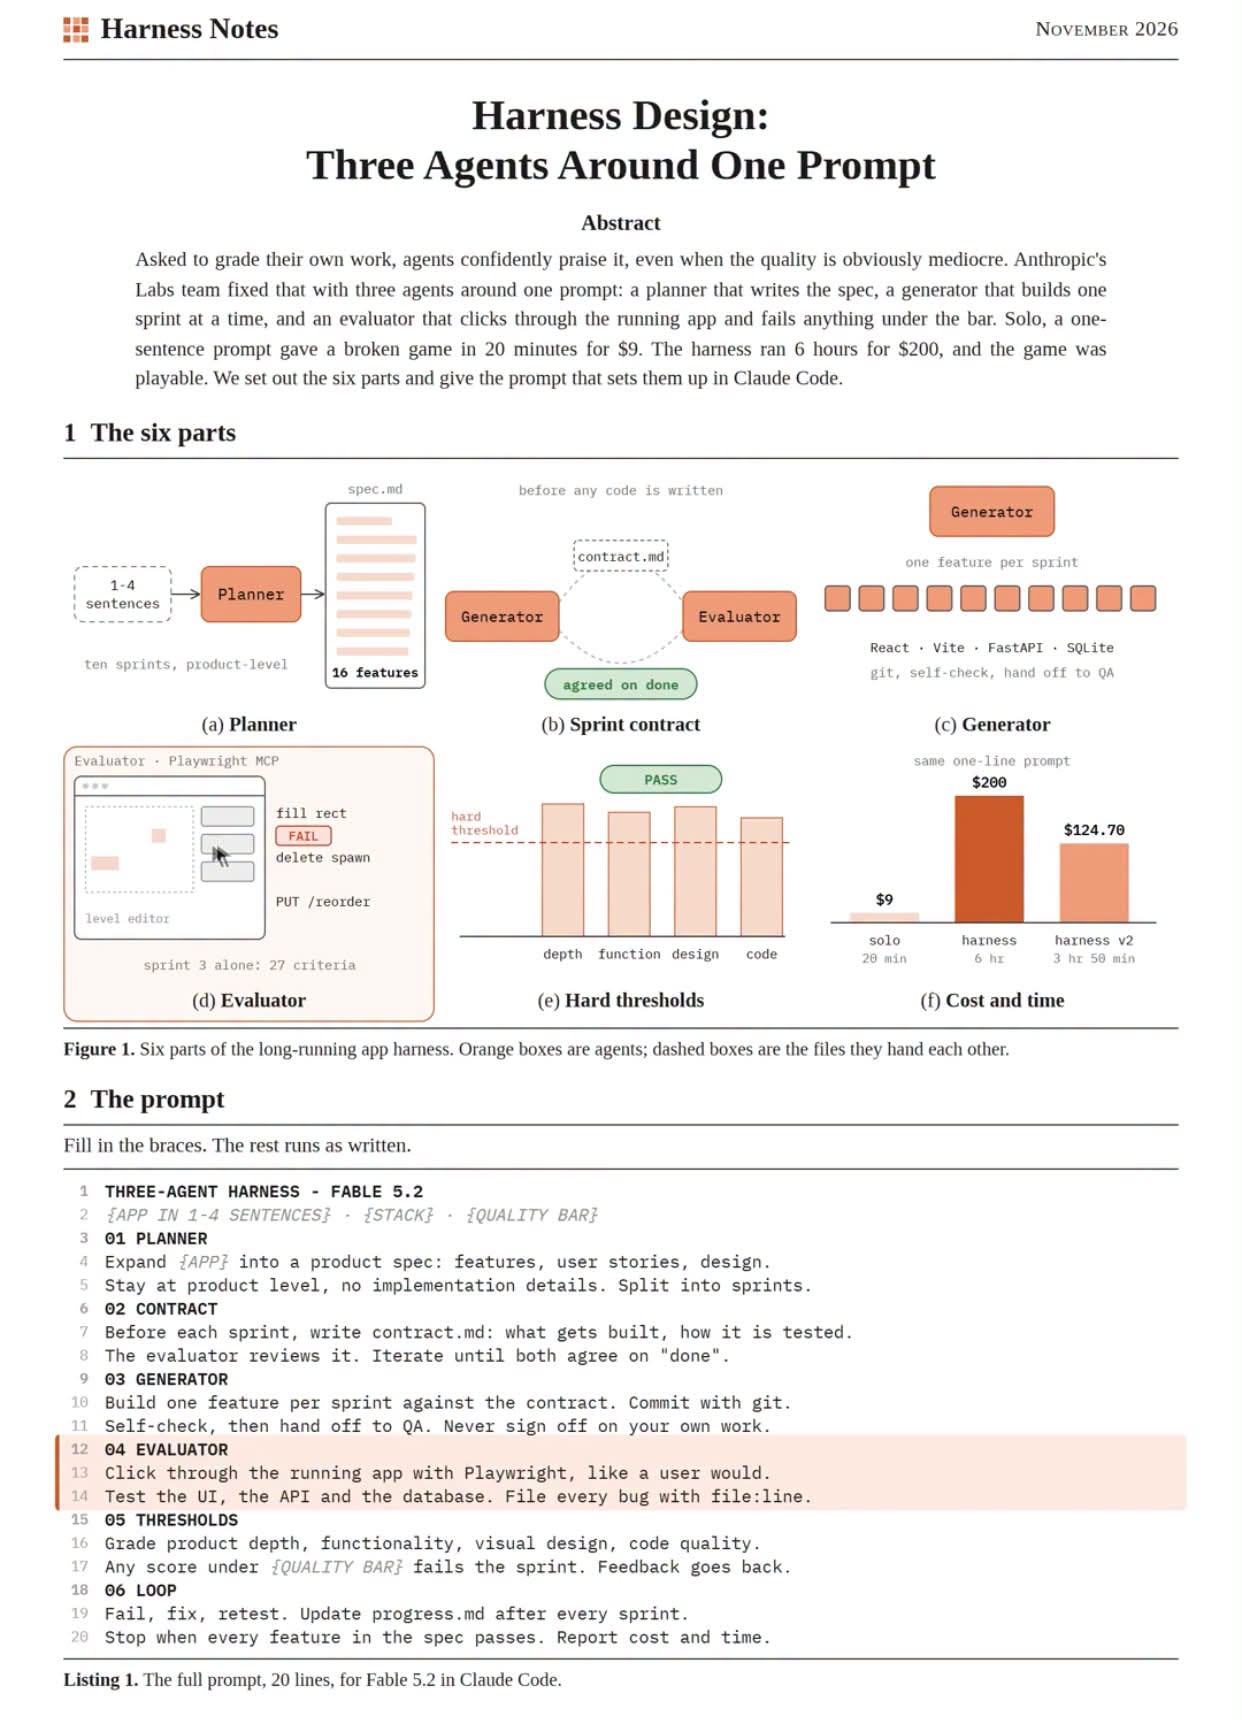 Harness Notes
November 2026
Harness Design:
Three Agents Around One Prompt
Abstract
Asked to grade their own work, agents confidently praise it, even when the quality is obviously mediocre. Anthropic's
Labs team fixed that with three agents around one prompt: a planner that writes the spec, a generator that builds one
sprint at a time, and an evaluator that clicks through the running app and fails anything under the bar. Solo, a one-
sentence prompt gave a broken game in 20 minutes for $9. The harness ran 6 hours for $200, and the game was
playable. We set out the six parts and give the prompt that sets them up in Claude Code.
1 The six parts
spec.md
1-4
sentences
Planner
16 features
ten sprints, product-level
(a) Planner
before any code is written
contract.md
Generator
Evaluator
agreed on done
(b) Sprint contract
Generator
one feature per sprint
React · Vite · FastAPI · SQLite
git, self-check, hand off to QA
(c) Generator
Evaluator · Playwright MCP
fill rect
FAIL
delete spawn
PUT /reorder
level editor
sprint 3 alone: 27 criteria
(d) Evaluator
PASS
hard
threshold
depth function design code
(e) Hard thresholds
same one-line prompt
$200
$124.70
$9
solo harness harness v2
20 min 6 hr 3 hr 50 min
(f) Cost and time
Figure 1. Six parts of the long-running app harness. Orange boxes are agents; dashed boxes are the files they hand each other.
2 The prompt
Fill in the braces. The rest runs as written.
1 THREE-AGENT HARNESS - FABLE 5.2
2 {APP IN 1-4 SENTENCES} · {STACK} · {QUALITY BAR}
3 01 PLANNER
4 Expand {APP} into a product spec: features, user stories, design.
5 Stay at product level, no implementation details. Split into sprints.
6 02 CONTRACT
7 Before each sprint, write contract.md: what gets built, how it is tested.
8 The evaluator reviews it. Iterate until both agree on "done".
9 03 GENERATOR
10 Build one feature per sprint against the contract. Commit with git.
11 Self-check, then hand off to QA. Never sign off on your own work.
12 04 EVALUATOR
13 Click through the running app with Playwright, like a user would.
14 Test the UI, the API and the database. File every bug with file:line.
15 05 THRESHOLDS
16 Grade product depth, functionality, visual design, code quality.
17 Any score under {QUALITY BAR} fails the sprint. Feedback goes back.
18 06 LOOP
19 Fail, fix, retest. Update progress.md after every sprint.
20 Stop when every feature in the spec passes. Report cost and time.
Listing 1. The full prompt, 20 lines, for Fable 5.2 in Claude Code.